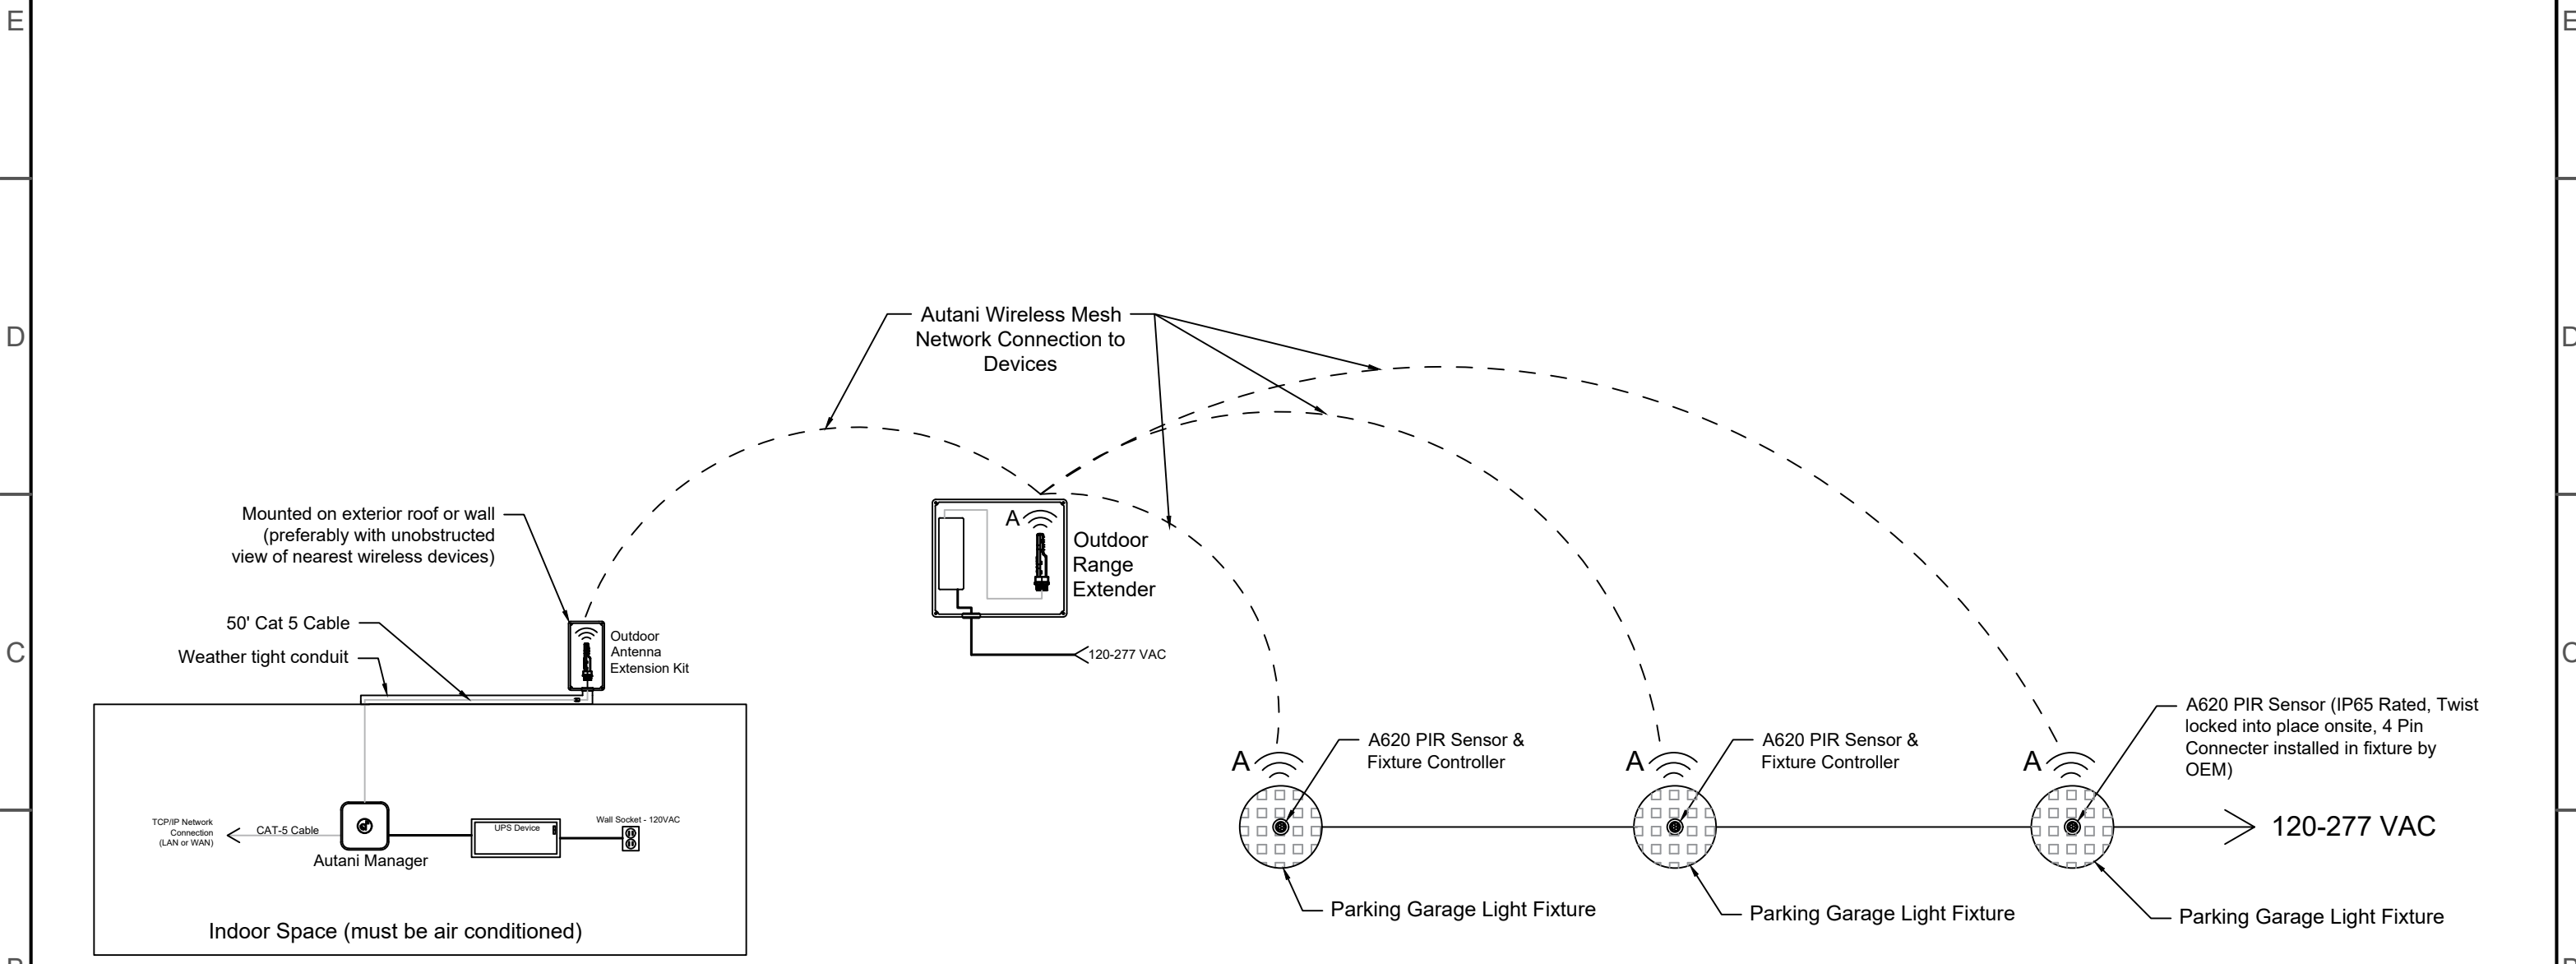 E
E
D
D
C
C
Autani Wireless Mesh
Network Connection to
Devices
Mounted on exterior roof or wall
(preferably with unobstructed
view of nearest wireless devices)
A
Outdoor
Range
Extender
120-277 VAC
50' Cat 5 Cable
Weather tight conduit
Outdoor
Antenna
Extension Kit
TCP/IP Network
Connection
(LAN or WAN)
CAT-5 Cable
Autani Manager
UPS Device
Wall Socket - 120VAC
Indoor Space (must be air conditioned)
A
A620 PIR Sensor &
Fixture Controller
A
A620 PIR Sensor &
Fixture Controller
A
A620 PIR Sensor (IP65 Rated, Twist
locked into place onsite, 4 Pin
Connecter installed in fixture by
OEM)
120-277 VAC
Parking Garage Light Fixture
Parking Garage Light Fixture
Parking Garage Light Fixture